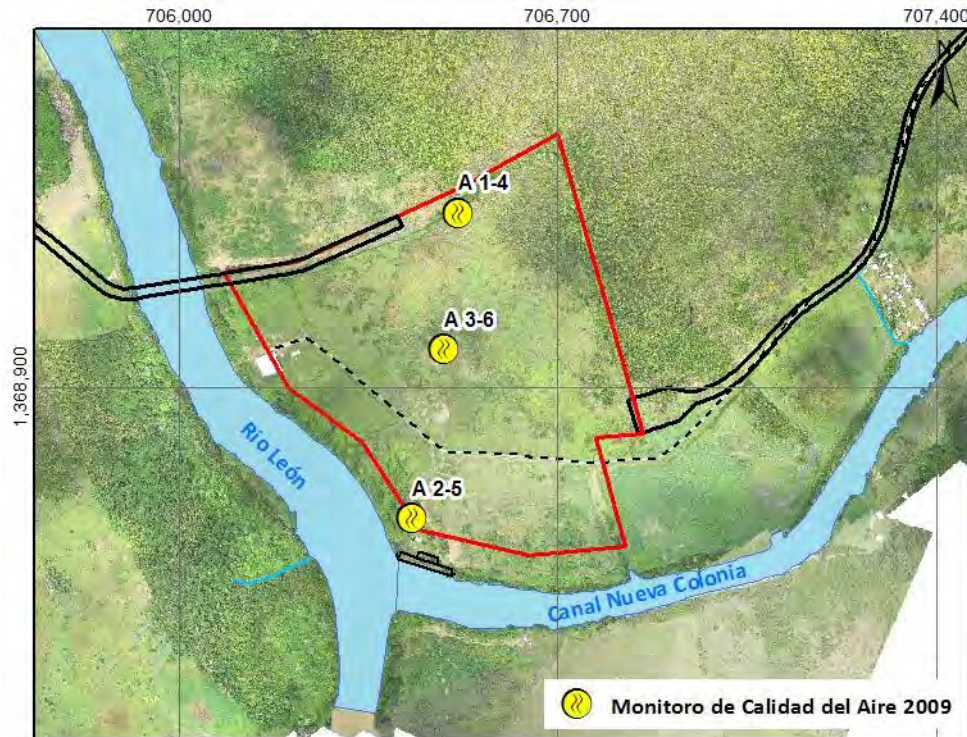 706,000
706,700
707,400
A 1-4
A 3-6
1,368,900
Río León
A 2-5
Canal Nueva Colonia
Monitoro de Calidad del Aire 2009